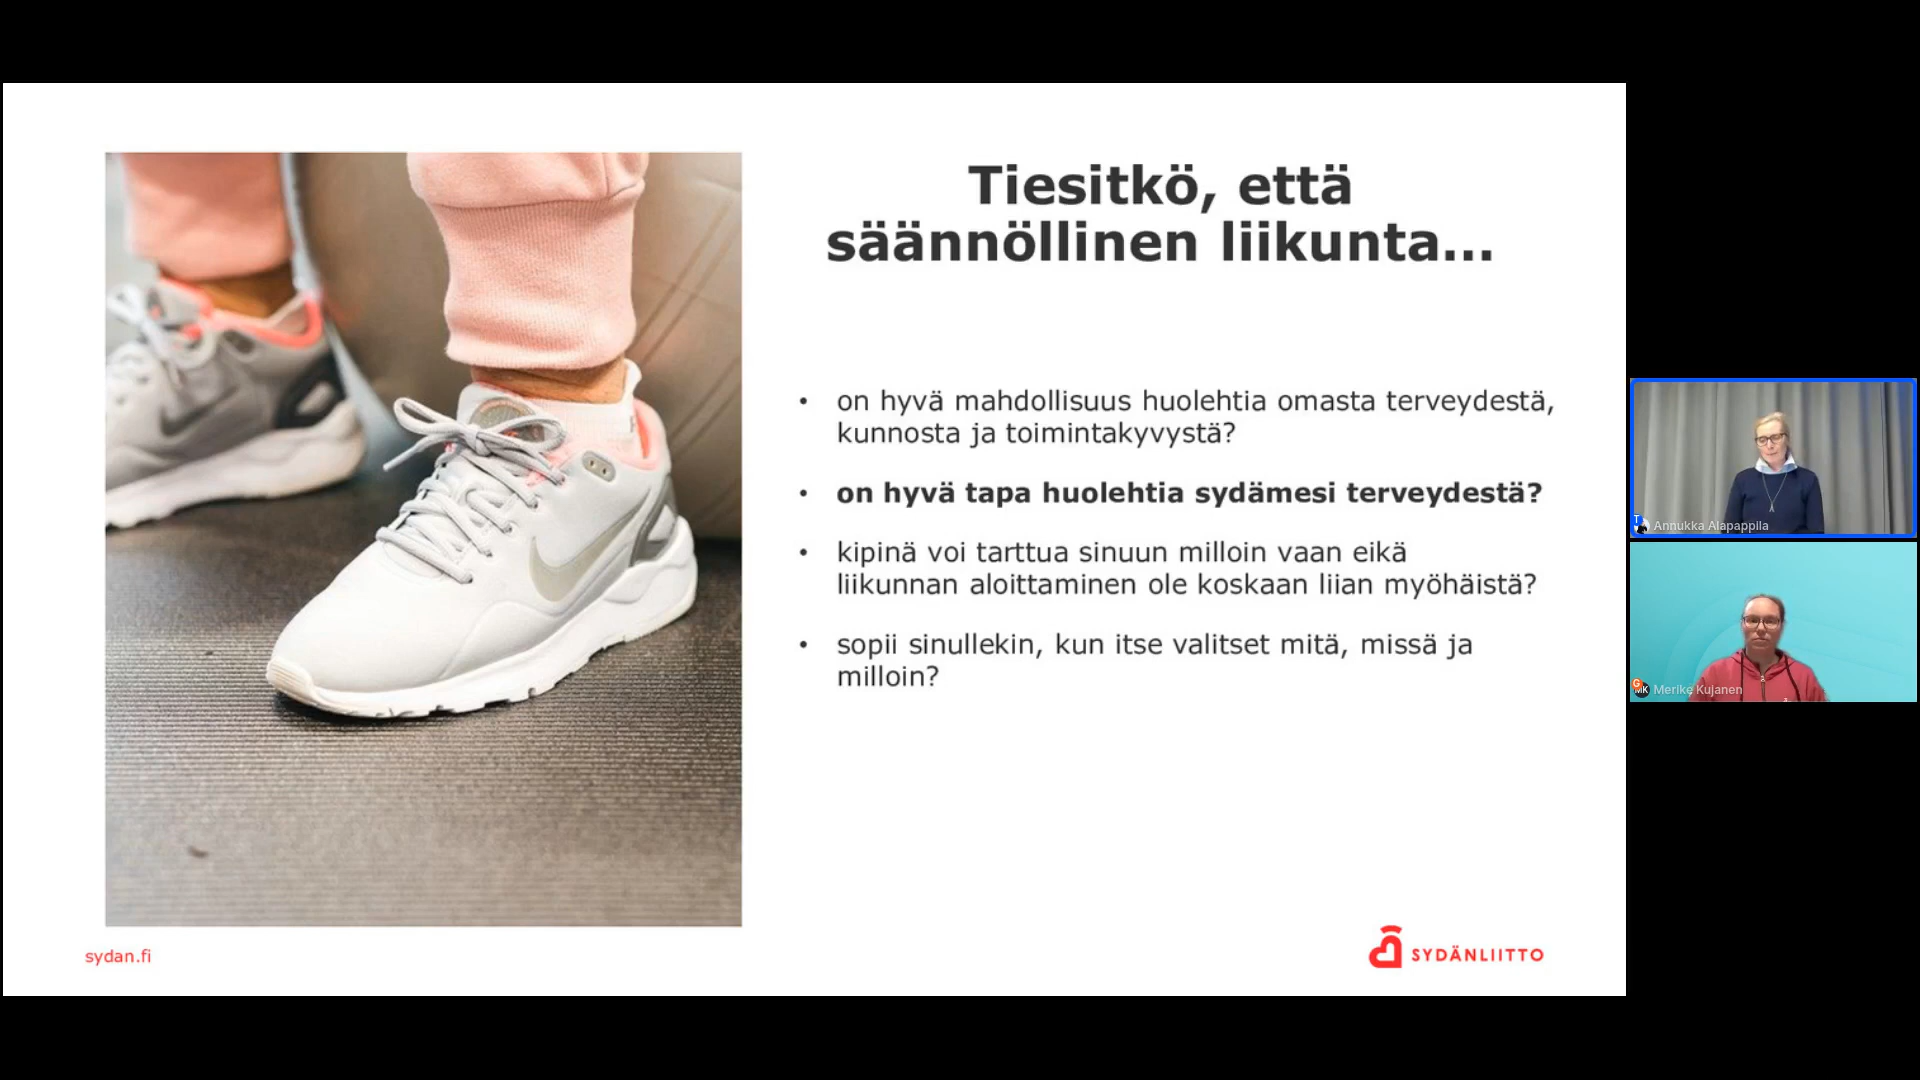 Tiesitkö, että
säännöllinen liikunta...
• on hyvä mahdollisuus huolehtia omasta terveydestä,
kunnosta ja toimintakyvystä?
• on hyvä tapa huolehtia sydämesi terveydestä?
• kipinä voi tarttua sinuun milloin vaan eikä
liikunnan aloittaminen ole koskaan liian myöhäistä?
• sopii sinullekin, kun itse valitset mitä, missä ja
milloin?
sydan.fi
SYDÄNLIITTO
Annukka Alapappila
MK Merike Kujanen